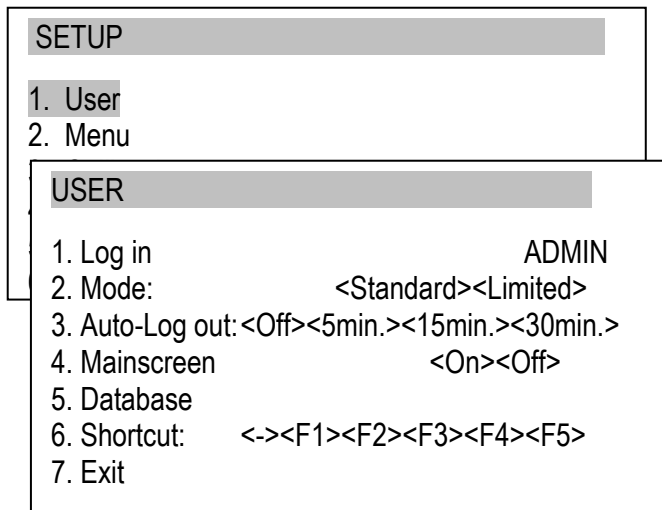 SETUP
1. User
2. Menu
USER
1. Log in ADMIN
2. Mode: <Standard><Limited>
3. Auto-Log out:<Off><5min.><15min.><30min.>
4. Mainscreen <On><Off>
5. Database
6. Shortcut: <-><F1><F2><F3><F4><F5>
7. Exit